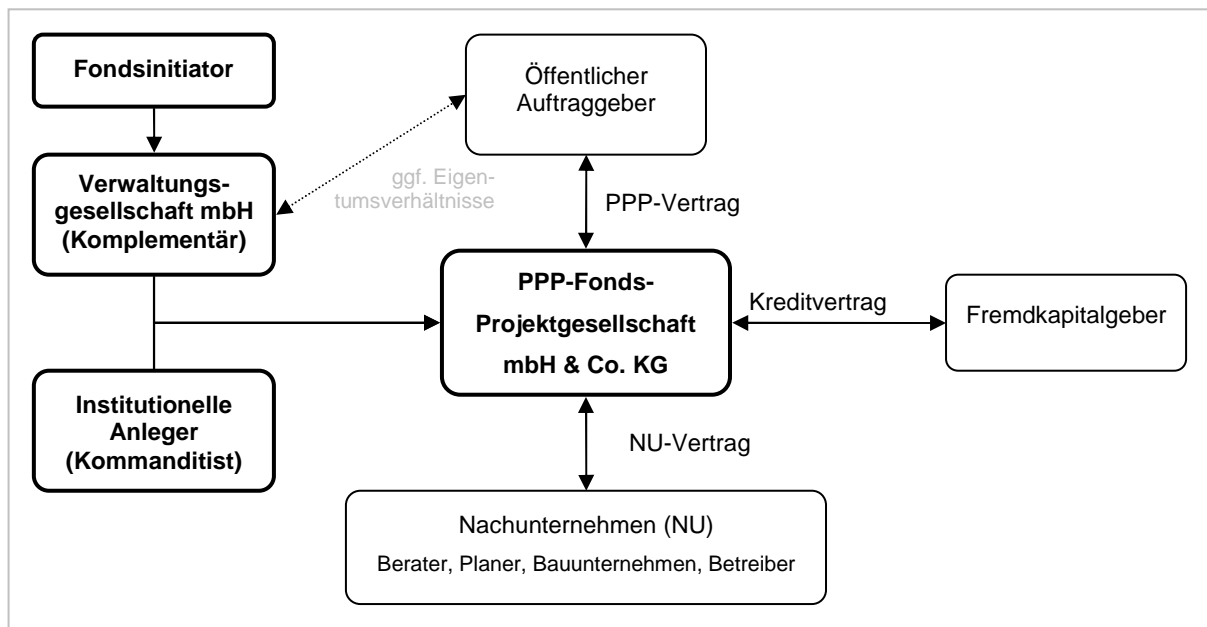 Fondsinitiator
Öffentlicher
Auftraggeber
Verwaltungs-
gesellschaft mbH
(Komplementär)
ggf. Eigen-
tumsverhältnisse
PPP-Vertrag
PPP-Fonds-
Projektgesellschaft
mbH & Co. KG
Kreditvertrag
Fremdkapitalgeber
Institutionelle
Anleger
(Kommanditist)
NU-Vertrag
Nachunternehmen (NU)
Berater, Planer, Bauunternehmen, Betreiber